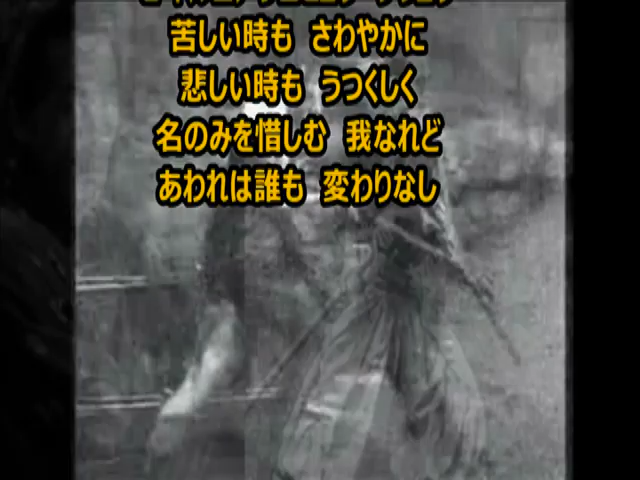 苦しい時も さわやかに
悲しい時も うつくしく
名のみを惜しむ 我なれど
あわれは誰も 変わりなし